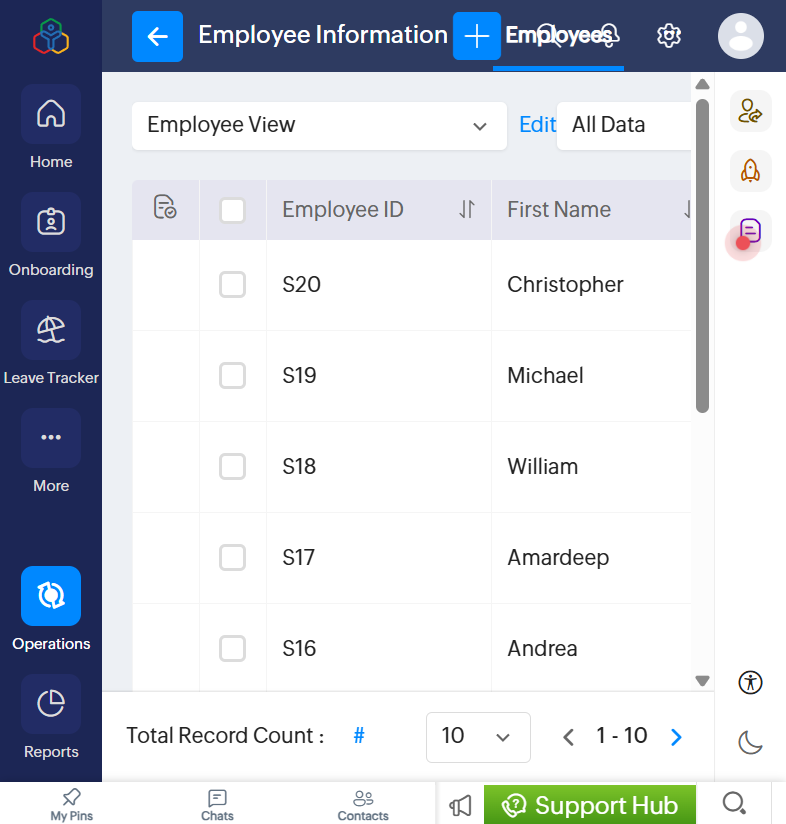 Employee Information
Employees
Home
Onboarding
Leave Tracker
More
Operations
Reports
Employee View
Edit
All Data
Employee ID
First Name
S20
Christopher
S19
Michael
S18
William
S17
Amardeep
S16
Andrea
Total Record Count :
#
10
1 - 10
My Pins
Chats
Contacts
Support Hub